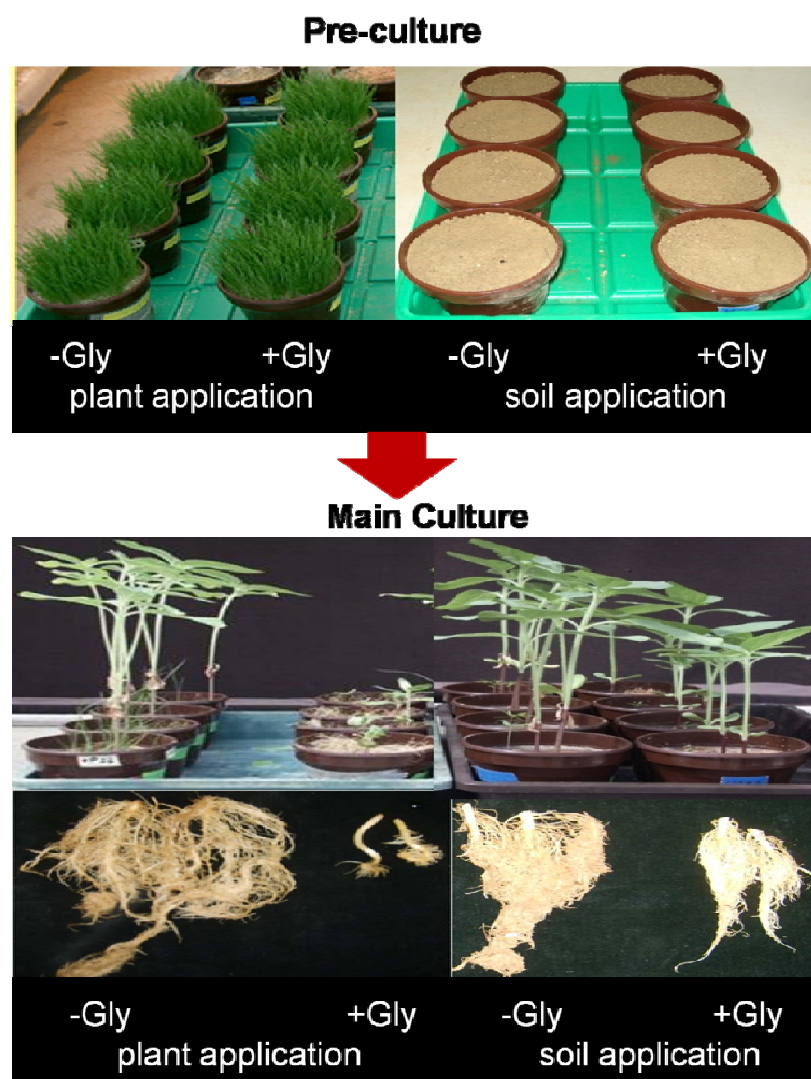 Pre-culture
-Gly +Gly -Gly +Gly
plant application soil application
Main Culture
-Gly +Gly -Gly +Gly
plant application soil application